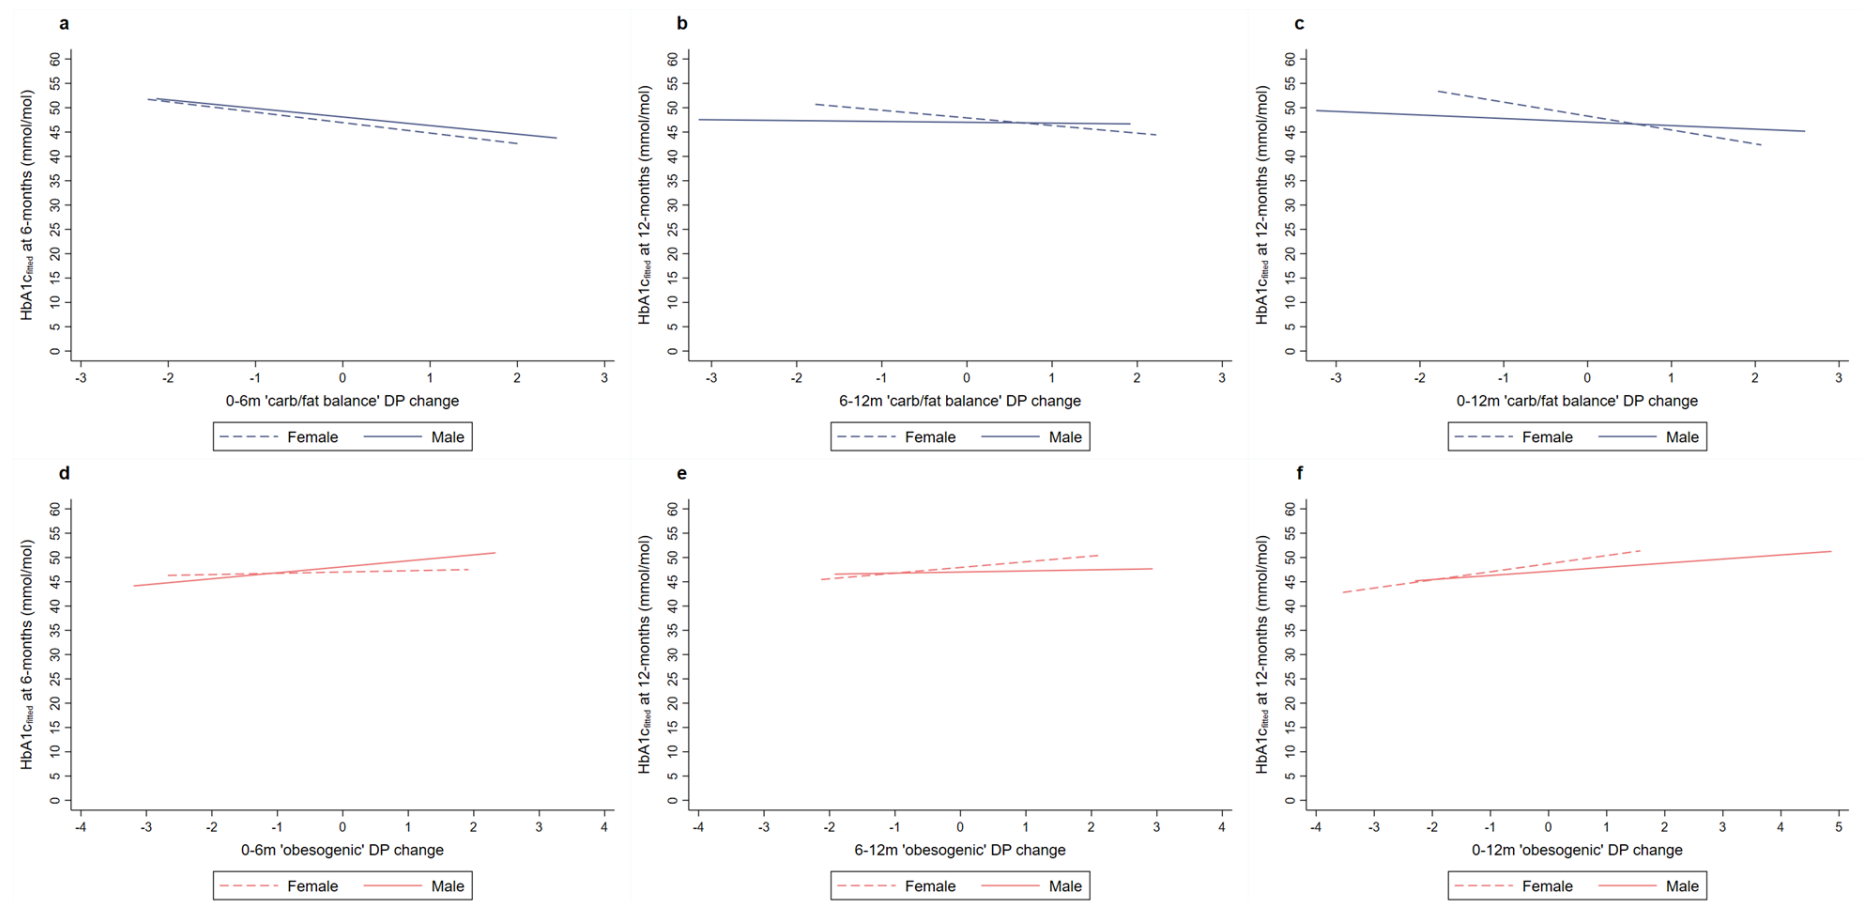 a
HbA1cfitted at 6-months (mmol/mol)
60
55
50
45
40
35
30
25
20
15
10
5
0
-3 -2 -1 0 1 2 3
0-6m 'carb/fat balance' DP change
Female Male
b
HbA1cfitted at 12-months (mmol/mol)
60
55
50
45
40
35
30
25
20
15
10
5
0
-3 -2 -1 0 1 2 3
6-12m 'carb/fat balance' DP change
Female Male
c
HbA1cfitted at 12-months (mmol/mol)
60
55
50
45
40
35
30
25
20
15
10
5
0
-3 -2 -1 0 1 2 3
0-12m 'carb/fat balance' DP change
Female Male
d
HbA1cfitted at 6-months (mmol/mol)
60
55
50
45
40
35
30
25
20
15
10
5
0
-4 -3 -2 -1 0 1 2 3 4
0-6m 'obesogenic' DP change
Female Male
e
HbA1cfitted at 12-months (mmol/mol)
60
55
50
45
40
35
30
25
20
15
10
5
0
-4 -3 -2 -1 0 1 2 3 4
6-12m 'obesogenic' DP change
Female Male
f
HbA1cfitted at 12-months (mmol/mol)
60
55
50
45
40
35
30
25
20
15
10
5
0
-4 -3 -2 -1 0 1 2 3 4 5
0-12m 'obesogenic' DP change
Female Male